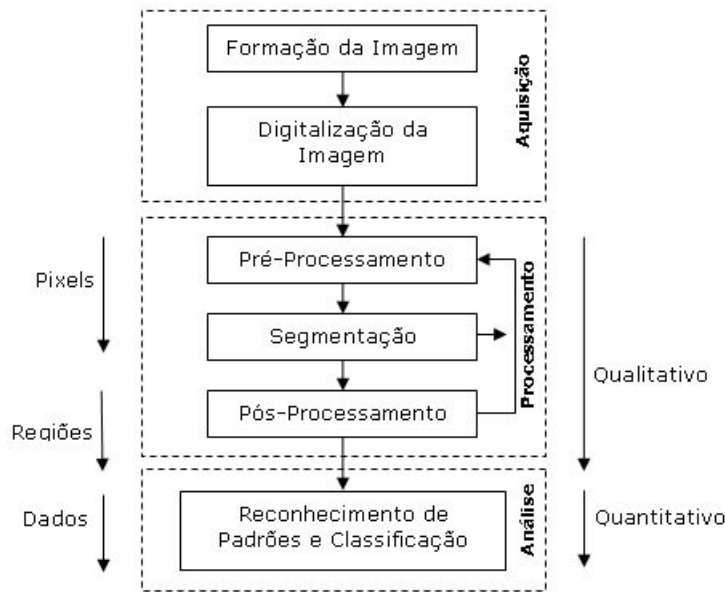 Formação da Imagem
Digitalização da
Imagem
Aquisição
Pré-Processamento
Segmentação
Pós-Processamento
Processamento
Reconhecimento de
Padrões e Classificação
Análise
Pixels
Regiões
Dados
Qualitativo
Quantitativo